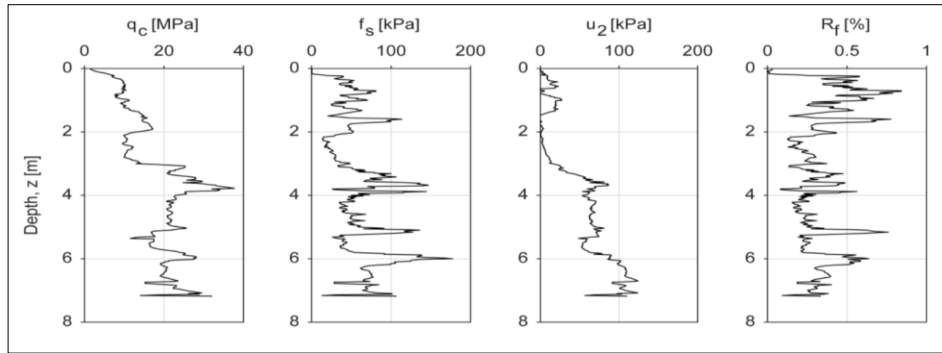 q_c [MPa] f_s [kPa] u_2 [kPa] R_f [%]
0 20 40 0 100 200 0 100 200 0 0.5 1
0 0 0 0
2 2 2 2
4 4 4 4
6 6 6 6
8 8 8 8
Depth, z [m]